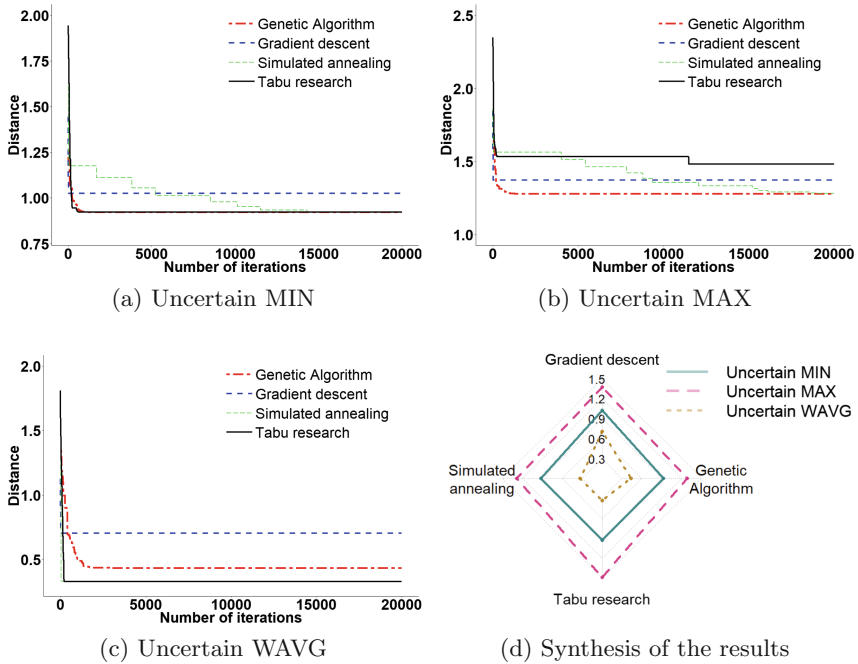 2.00
1.75
1.50
1.25
1.00
0.75
Distance
Genetic Algorithm
Gradient descent
Simulated annealing
Tabu research
0 5000 10000 15000 20000
Number of iterations
(a) Uncertain MIN
2.5
2.0
1.5
1.0
Distance
Genetic Algorithm
Gradient descent
Simulated annealing
Tabu research
0 5000 10000 15000 20000
Number of iterations
(b) Uncertain MAX
2.0
1.5
1.0
0.5
Distance
Genetic Algorithm
Gradient descent
Simulated annealing
Tabu research
0 5000 10000 15000 20000
Number of iterations
(c) Uncertain WAVG
Gradient descent
1.5
1.2
0.9
0.6
0.3
Uncertain MIN
Uncertain MAX
Uncertain WAVG
Simulated
annealing
Genetic
Algorithm
Tabu research
(d) Synthesis of the results